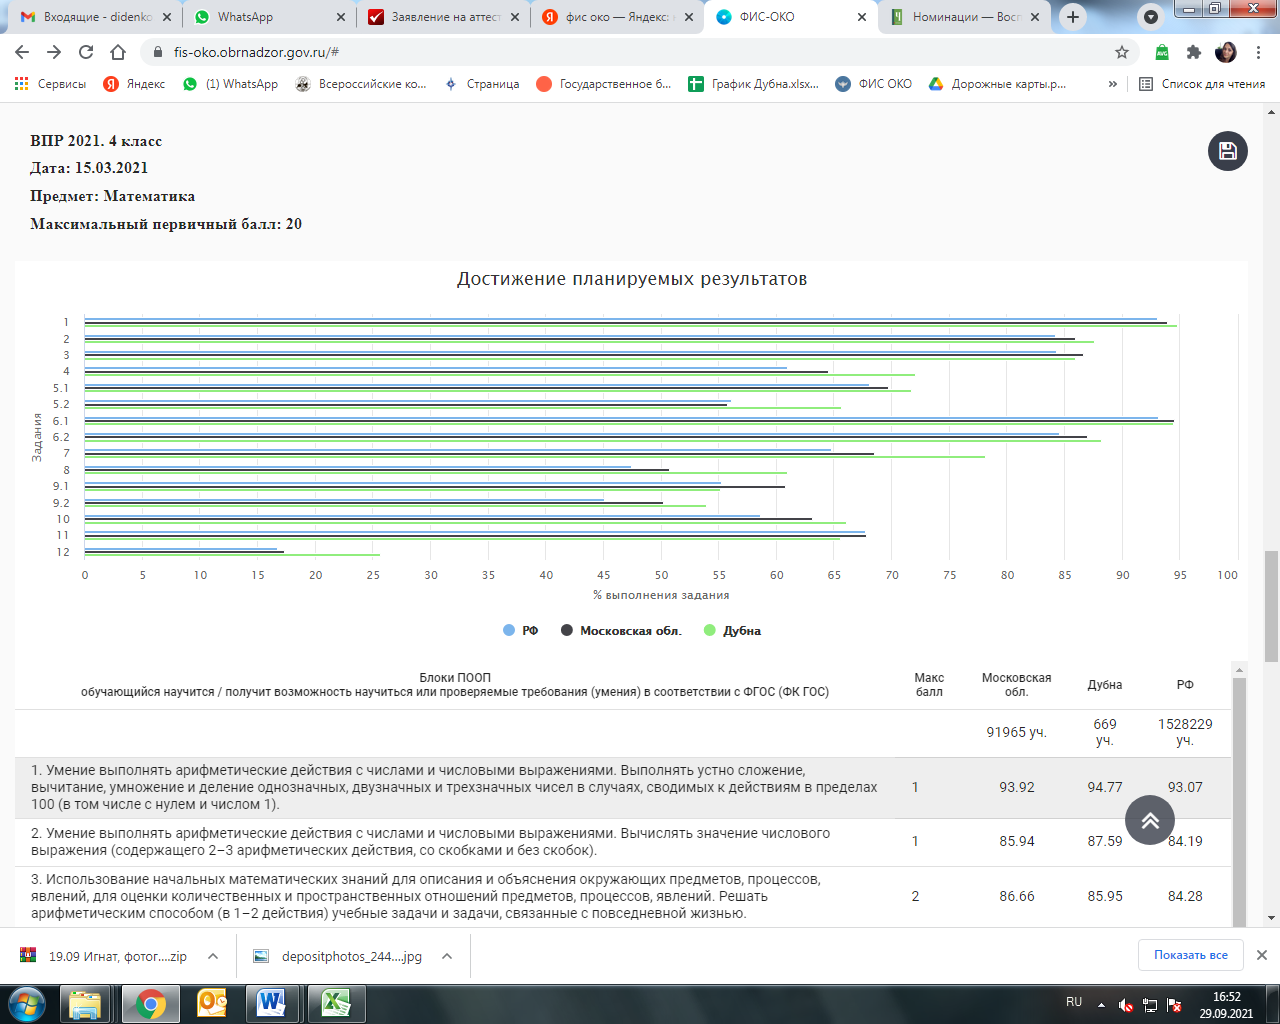 Входящие - didenko
WhatsApp
Заявление на аттест
фис око — Яндекс:
ФИС-ОКО
Номинации — Восп
fis-oko.obrnadzor.gov.ru/#
Сервисы
Яндекс
(1) WhatsApp
Всероссийские ко...
Страница
Государственное б...
График Дубна.xlsx...
ФИС ОКО
Дорожные карты.p...
»
Список для чтения
ВПР 2021. 4 класс
Дата: 15.03.2021
Предмет: Математика
Максимальный первичный балл: 20
Достижение планируемых результатов
Задания
1
2
3
4
5.1
5.2
6.1
6.2
7
8
9.1
9.2
10
11
12
0 5 10 15 20 25 30 35 40 45 50 55 60 65 70 75 80 85 90 95 100
% выполнения задания
РФ Московская обл. Дубна
Блоки ПООП
обучающийся научится / получит возможность научиться или проверяемые требования (умения) в соответствии с ФГОС (ФК ГОС)
Макс
балл
Московская
обл.
Дубна
РФ
91965 уч.
669
уч.
1528229
уч.
1. Умение выполнять арифметические действия с числами и числовыми выражениями. Выполнять устно сложение,
вычитание, умножение и деление однозначных, двузначных и трехзначных чисел в случаях, сводимых к действиям в пределах
100 (в том числе с нулем и числом 1).
1 93.92 94.77 93.07
2. Умение выполнять арифметические действия с числами и числовыми выражениями. Вычислять значение числового
выражения (содержащего 2–3 арифметических действия, со скобками и без скобок).
1 85.94 87.59 84.19
3. Использование начальных математических знаний для описания и объяснения окружающих предметов, процессов,
явлений, для оценки количественных и пространственных отношений предметов, процессов, явлений. Решать
арифметическим способом (в 1–2 действия) учебные задачи и задачи, связанные с повседневной жизнью.
2 86.66 85.95 84.28
19.09 Игнат, фотог....zip
depositphotos_244....jpg
Показать все
RU
16:52
29.09.2021